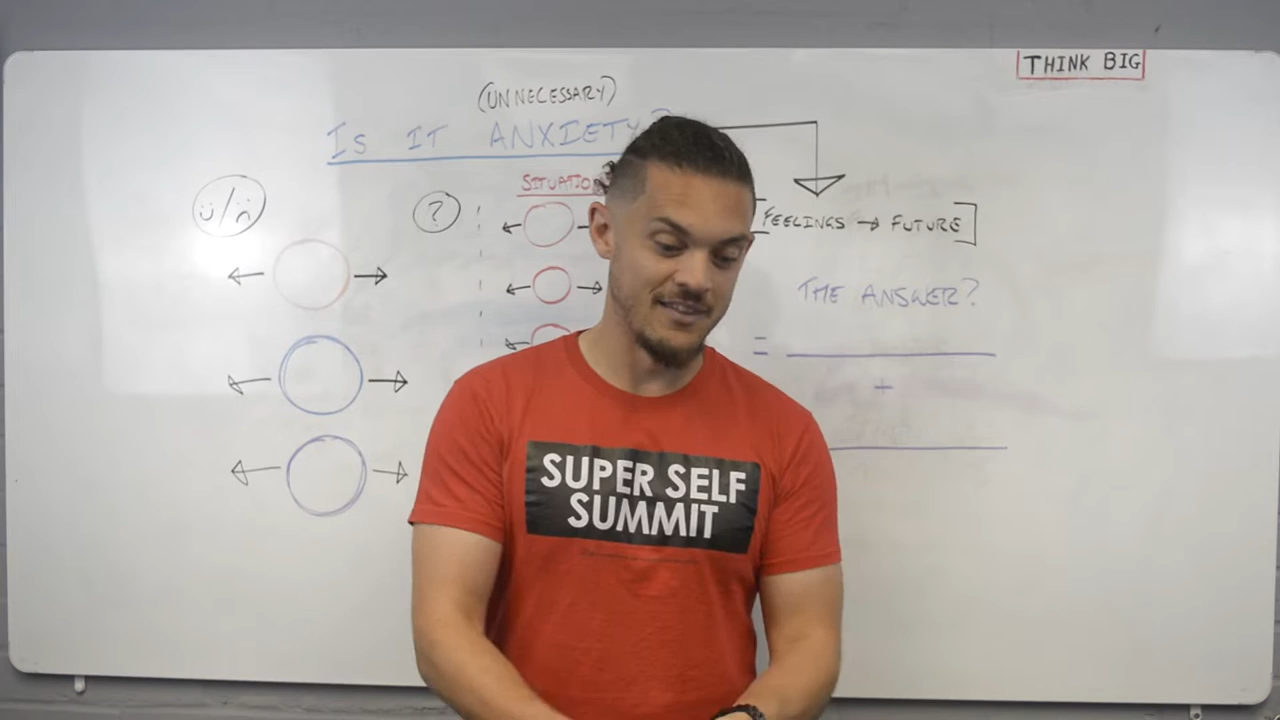 THINK BIG
(UNNECESSARY)
IS IT ANXIETY?
SITUATIO
?
[FEELINGS → FUTURE]
THE ANSWER?
=
+
SUPER SELF
SUMMIT